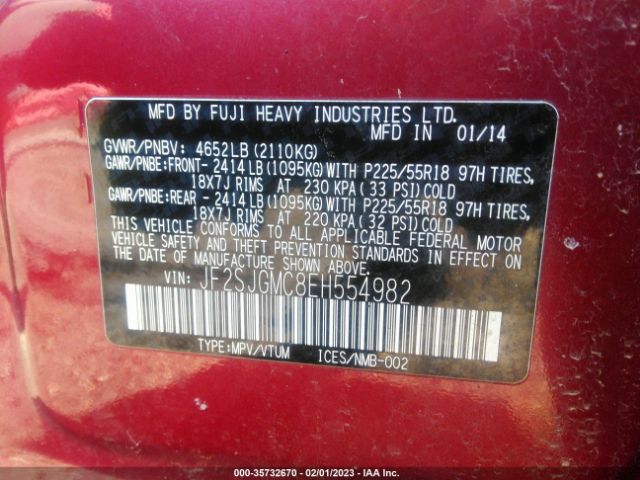 MFD BY FUJI HEAVY INDUSTRIES LTD.
MFD IN 01/14
GVWR/PNBV: 4652LB (2110KG)
GAWR/PNBE:FRONT- 2414LB(1095KG)WITH P225/55R18 97H TIRES,
18X7J RIMS AT 230 KPA(33 PSI)COLD
GAWR/PNBE:REAR - 2414LB(1095KG)WITH P225/55R18 97H TIRES,
18X7J RIMS AT 220 KPA(32 PSI)COLD
THIS VEHICLE CONFORMS TO ALL APPLICABLE FEDERAL MOTOR
VEHICLE SAFETY AND THEFT PREVENTION STANDARDS IN EFFECT ON
THE DATE OF MANUFACTURE SHOWN ABOVE.
VIN: JF2SJGMC8EH554982
TYPE:MPV/VTUM ICES/NMB-002
000-35732670 - 02/01/2023 - IAA Inc.